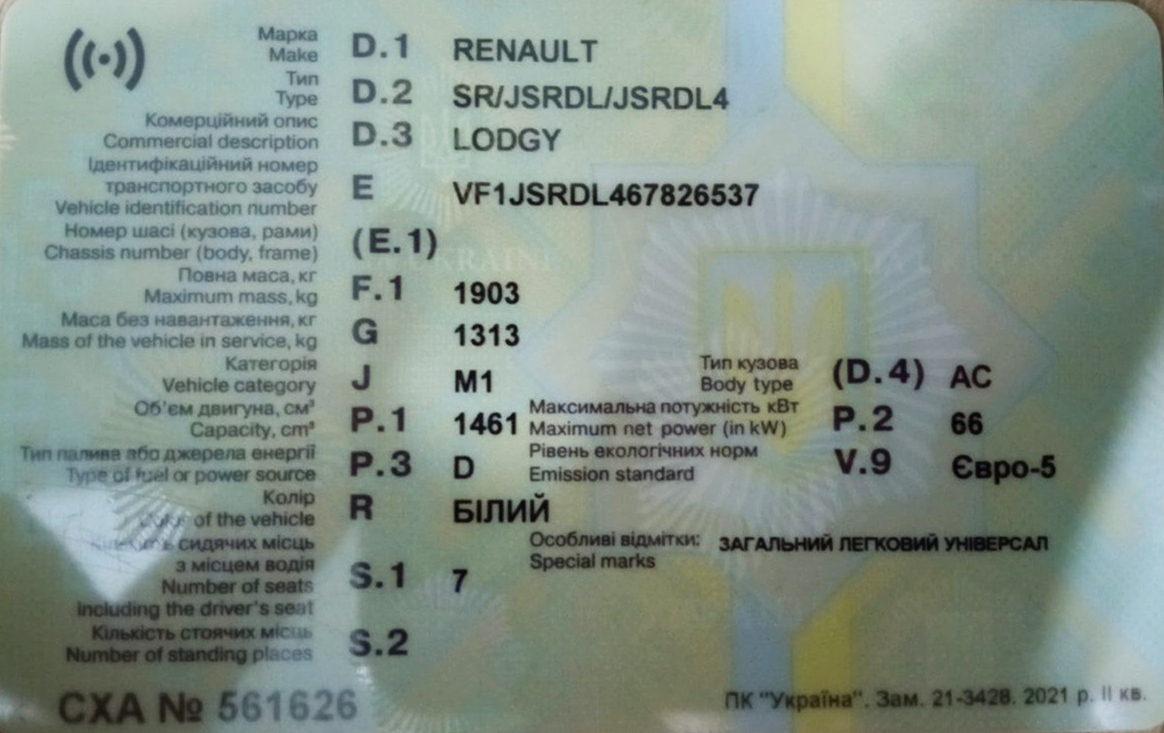 Марка
Make D.1 RENAULT
Тип
Type D.2 SR/JSRDL/JSRDL4
Комерційний опис
Commercial description D.3 LODGY
Ідентифікаційний номер
транспортного засобу
Vehicle identification number E VF1JSRDL467826537
Номер шасі (кузова, рами)
Chassis number (body, frame) (E.1)
UKRAINE
Повна маса, кг
Maximum mass, kg F.1 1903
Маса без навантаження, кг
Mass of the vehicle in service, kg G 1313
Категорія
Vehicle category J M1
Тип кузова
Body type (D.4) AC
Об'єм двигуна, см³
Capacity, cm³ P.1 1461
Максимальна потужність кВт
Maximum net power (in kW) P.2 66
Тип палива або джерела енергії
Type of fuel or power source P.3 D
Рівень екологічних норм
Emission standard V.9 Євро-5
Колір
Color of the vehicle R БІЛИЙ
Особливі відмітки: ЗАГАЛЬНИЙ ЛЕГКОВИЙ УНІВЕРСАЛ
Special marks
Кількість сидячих місць
з місцем водія
Number of seats S.1 7
including the driver's seat
Кількість стоячих місць
Number of standing places S.2
СХА № 561626
ПК "Україна". Зам. 21-3428. 2021 р. II кв.